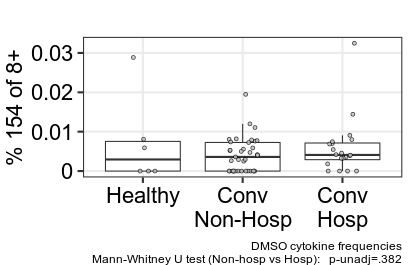 % 154 of 8+
0.03
0.02
0.01
0
Healthy
Conv
Non-Hosp
Conv
Hosp
DMSO cytokine frequencies
Mann-Whitney U test (Non-hosp vs Hosp): p-unadj=.382